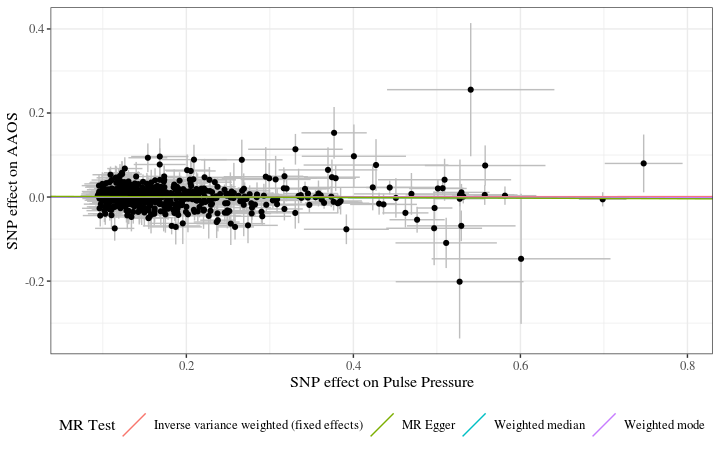 0.4
0.2
0.0
-0.2
SNP effect on AAOS
0.2 0.4 0.6 0.8
SNP effect on Pulse Pressure
MR Test Inverse variance weighted (fixed effects) MR Egger Weighted median Weighted mode